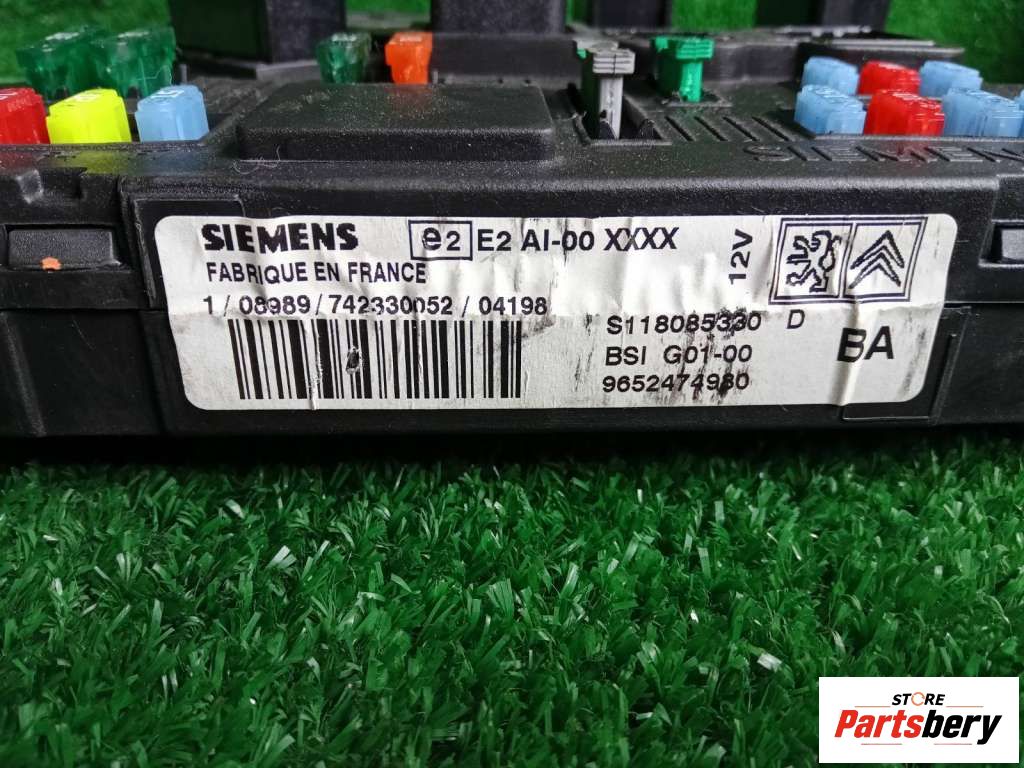 SIEMENS
SIEMENS e2 E2 AI-00 XXXX 12V
FABRIQUE EN FRANCE
1 / 08989 / 742330052 / 04198
S118085330 D
BSI G01-00 BA
9652474980
STORE
Partsbery